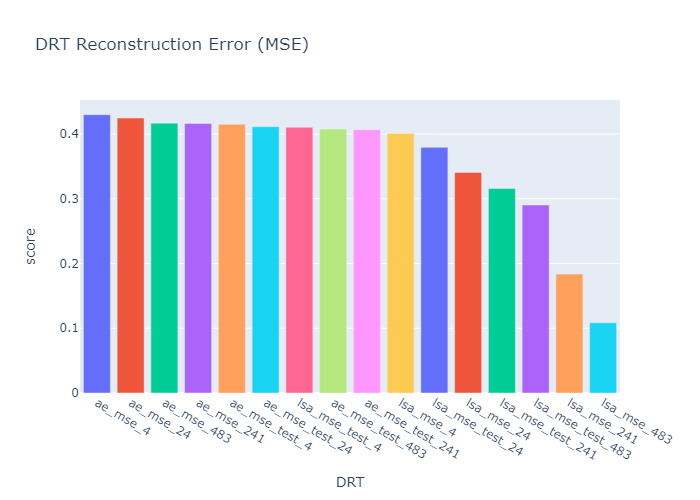 DRT Reconstruction Error (MSE)
score
0.4
0.3
0.2
0.1
0
ae_mse_4
ae_mse_24
ae_mse_483
ae_mse_241
ae_mse_test_4
ae_mse_test_24
lsa_mse_test_4
ae_mse_test_483
ae_mse_test_241
lsa_mse_4
lsa_mse_test_24
lsa_mse_24
lsa_mse_test_241
lsa_mse_test_483
lsa_mse_241
lsa_mse_483
DRT